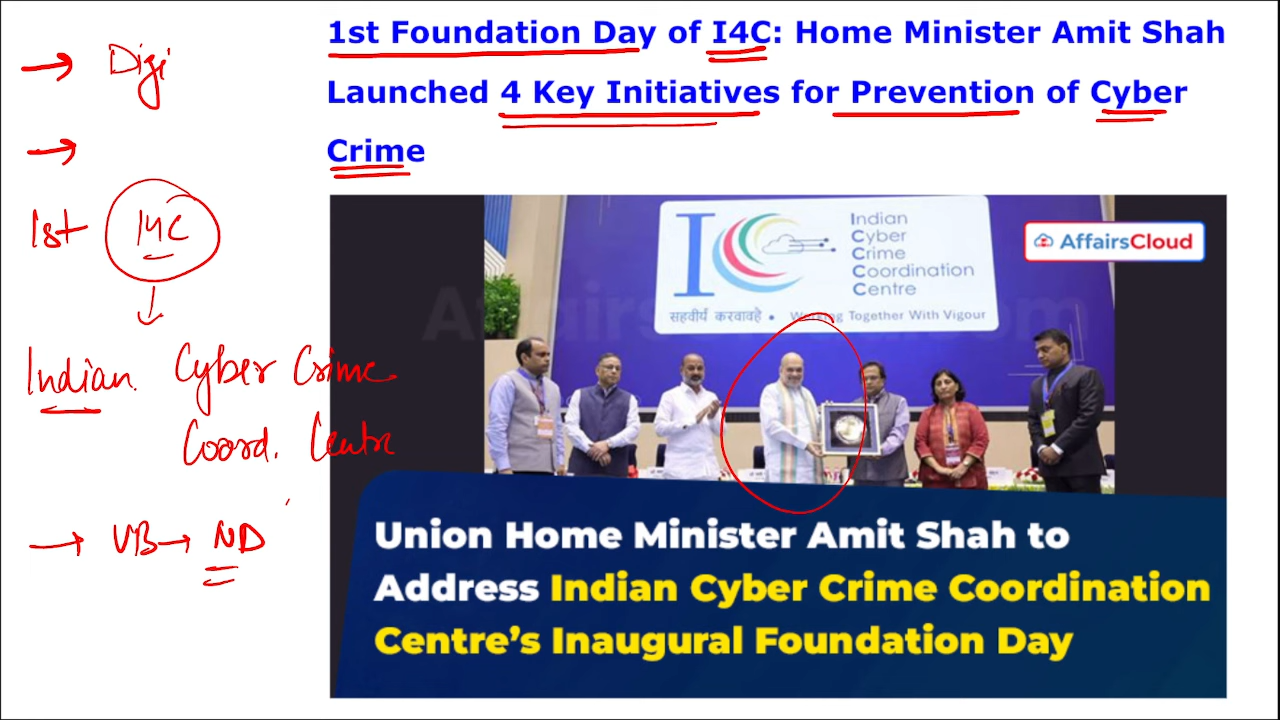 1st Foundation Day of I4C: Home Minister Amit Shah
Launched 4 Key Initiatives for Prevention of Cyber
Crime
→ Digi
→
1st I4C
↓
Indian Cyber Crime
Coord. Centre
→ VB → ND
I C
Indian
Cyber
Crime
Coordination
Centre
सहवीर्यं करवावहै • Working Together With Vigour
AffairsCloud
Union Home Minister Amit Shah to
Address Indian Cyber Crime Coordination
Centre's Inaugural Foundation Day